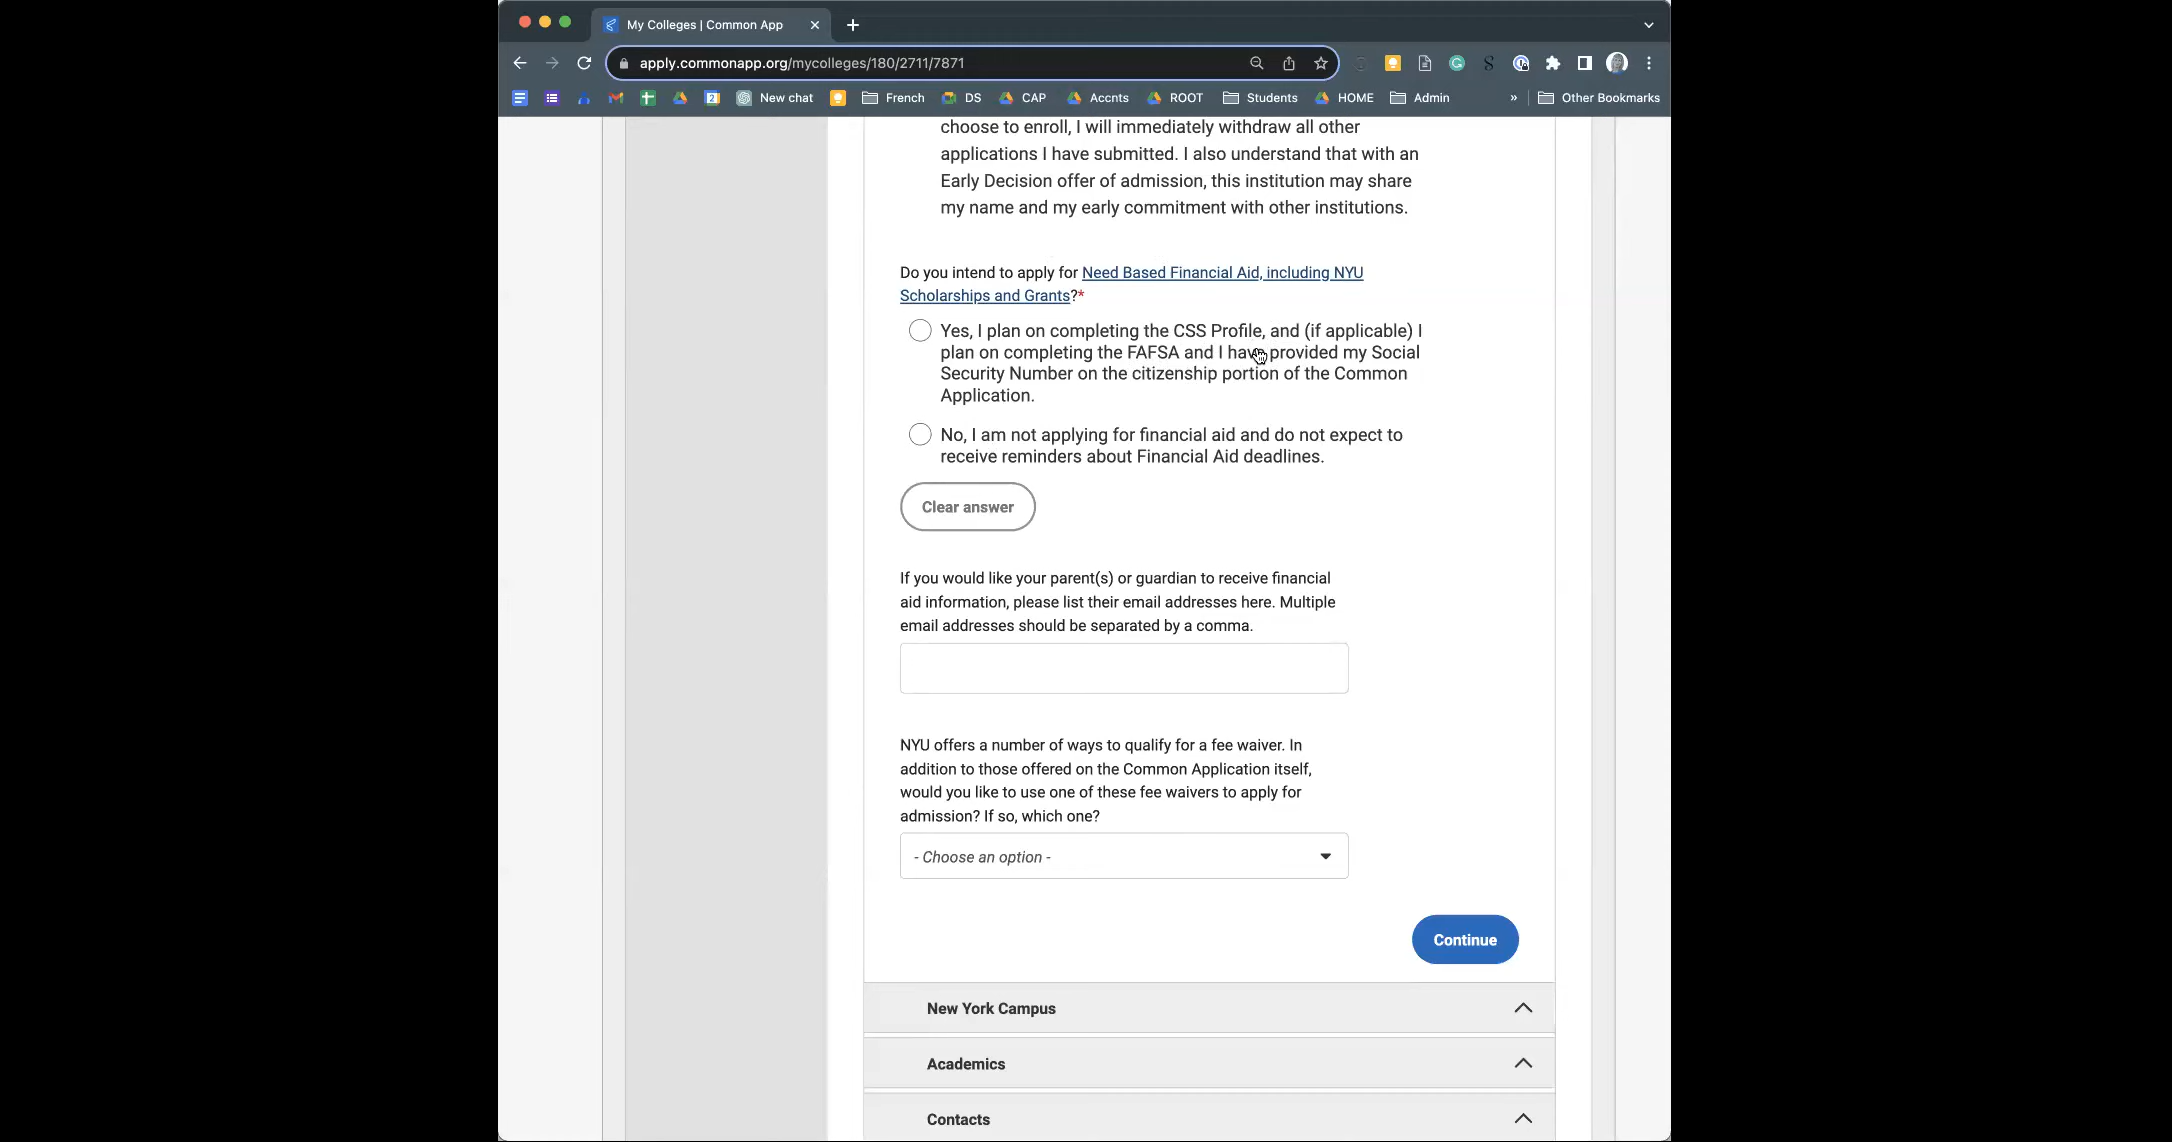 My Colleges | Common App
apply.commonapp.org/mycolleges/180/2711/7871
New chat
French
DS
CAP
Accnts
ROOT
Students
HOME
Admin
»
Other Bookmarks
choose to enroll, I will immediately withdraw all other
applications I have submitted. I also understand that with an
Early Decision offer of admission, this institution may share
my name and my early commitment with other institutions.
Do you intend to apply for Need Based Financial Aid, including NYU
Scholarships and Grants?*
Yes, I plan on completing the CSS Profile, and (if applicable) I
plan on completing the FAFSA and I have provided my Social
Security Number on the citizenship portion of the Common
Application.
No, I am not applying for financial aid and do not expect to
receive reminders about Financial Aid deadlines.
Clear answer
If you would like your parent(s) or guardian to receive financial
aid information, please list their email addresses here. Multiple
email addresses should be separated by a comma.
NYU offers a number of ways to qualify for a fee waiver. In
addition to those offered on the Common Application itself,
would you like to use one of these fee waivers to apply for
admission? If so, which one?
- Choose an option -
Continue
New York Campus
Academics
Contacts